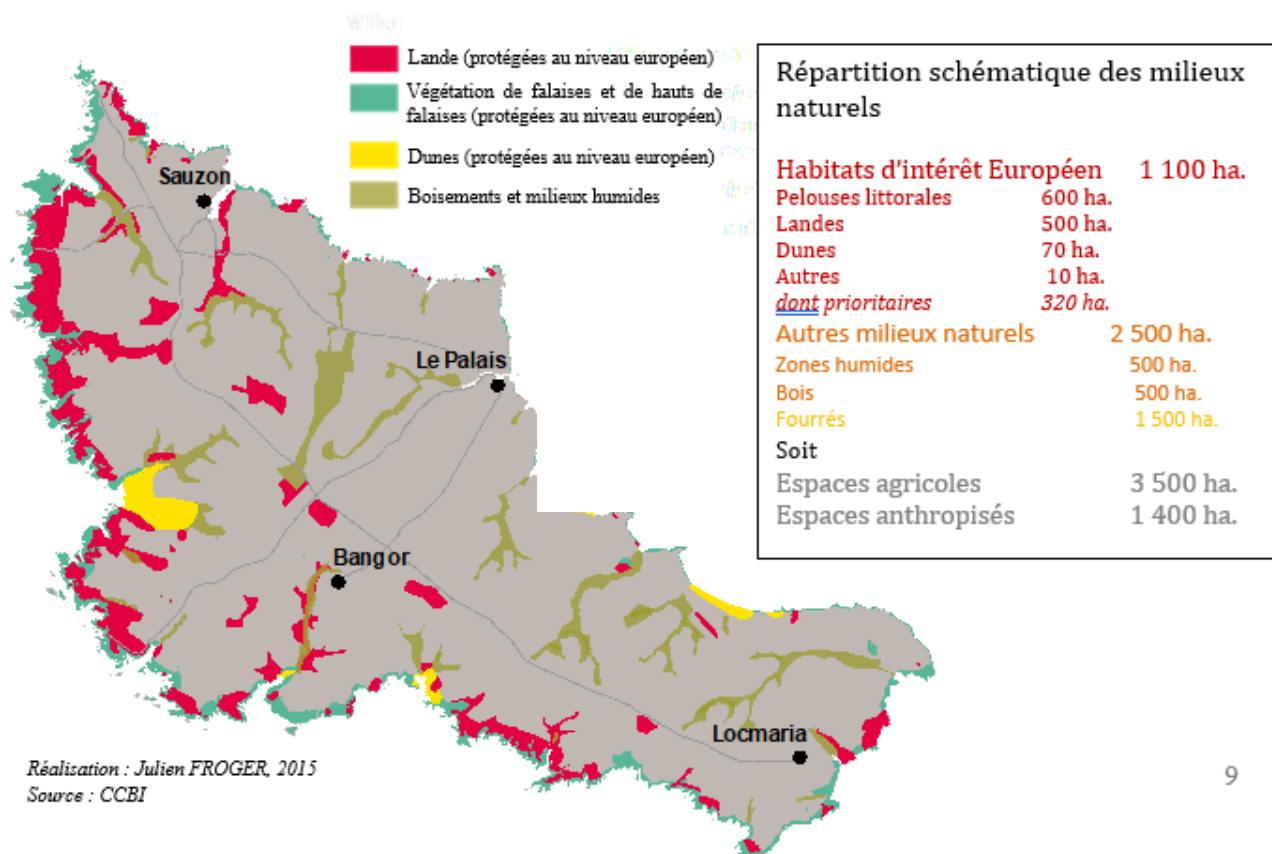 Lande (protégées au niveau européen)
Végétation de falaises et de hauts de
falaises (protégées au niveau européen)
Dunes (protégées au niveau européen)
Boisements et milieux humides
Répartition schématique des milieux
naturels
Habitats d'intérêt Européen 1 100 ha.
Pelouses littorales 600 ha.
Landes 500 ha.
Dunes 70 ha.
Autres 10 ha.
dont prioritaires 320 ha.
Autres milieux naturels 2 500 ha.
Zones humides 500 ha.
Bois 500 ha.
Fourrés 1 500 ha.
Soit
Espaces agricoles 3 500 ha.
Espaces anthropisés 1 400 ha.
Sauzon
Le Palais
Bangor
Locmaria
Réalisation : Julien FROGER, 2015
Source : CCBI
9